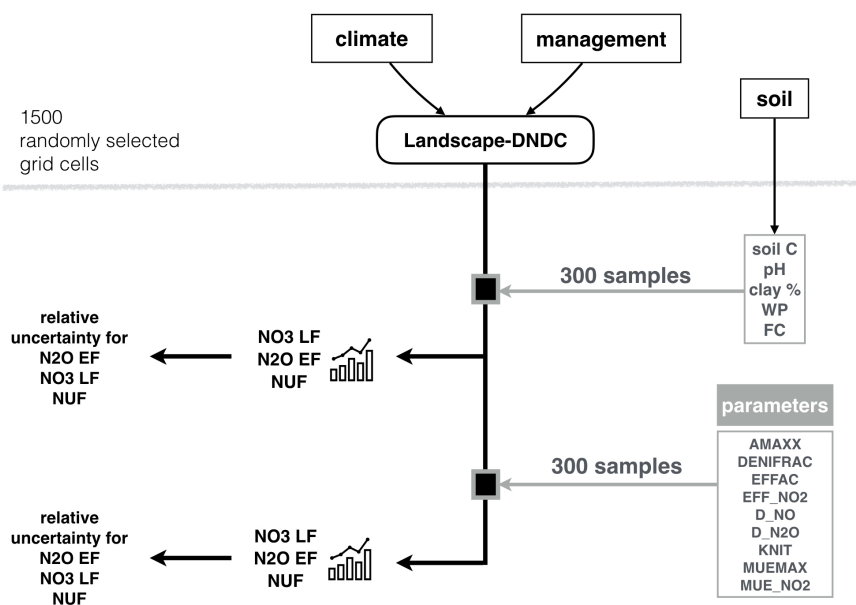 climate
management
soil
1500
randomly selected
grid cells
Landscape-DNDC
soil C
pH
clay %
WP
FC
300 samples
relative
uncertainty for
N2O EF
NO3 LF
NUF
NO3 LF
N2O EF
NUF
parameters
AMAXX
DENIFRAC
EFFAC
EFF_NO2
D_NO
D_N2O
KNIT
MUEMAX
MUE_NO2
300 samples
relative
uncertainty for
N2O EF
NO3 LF
NUF
NO3 LF
N2O EF
NUF